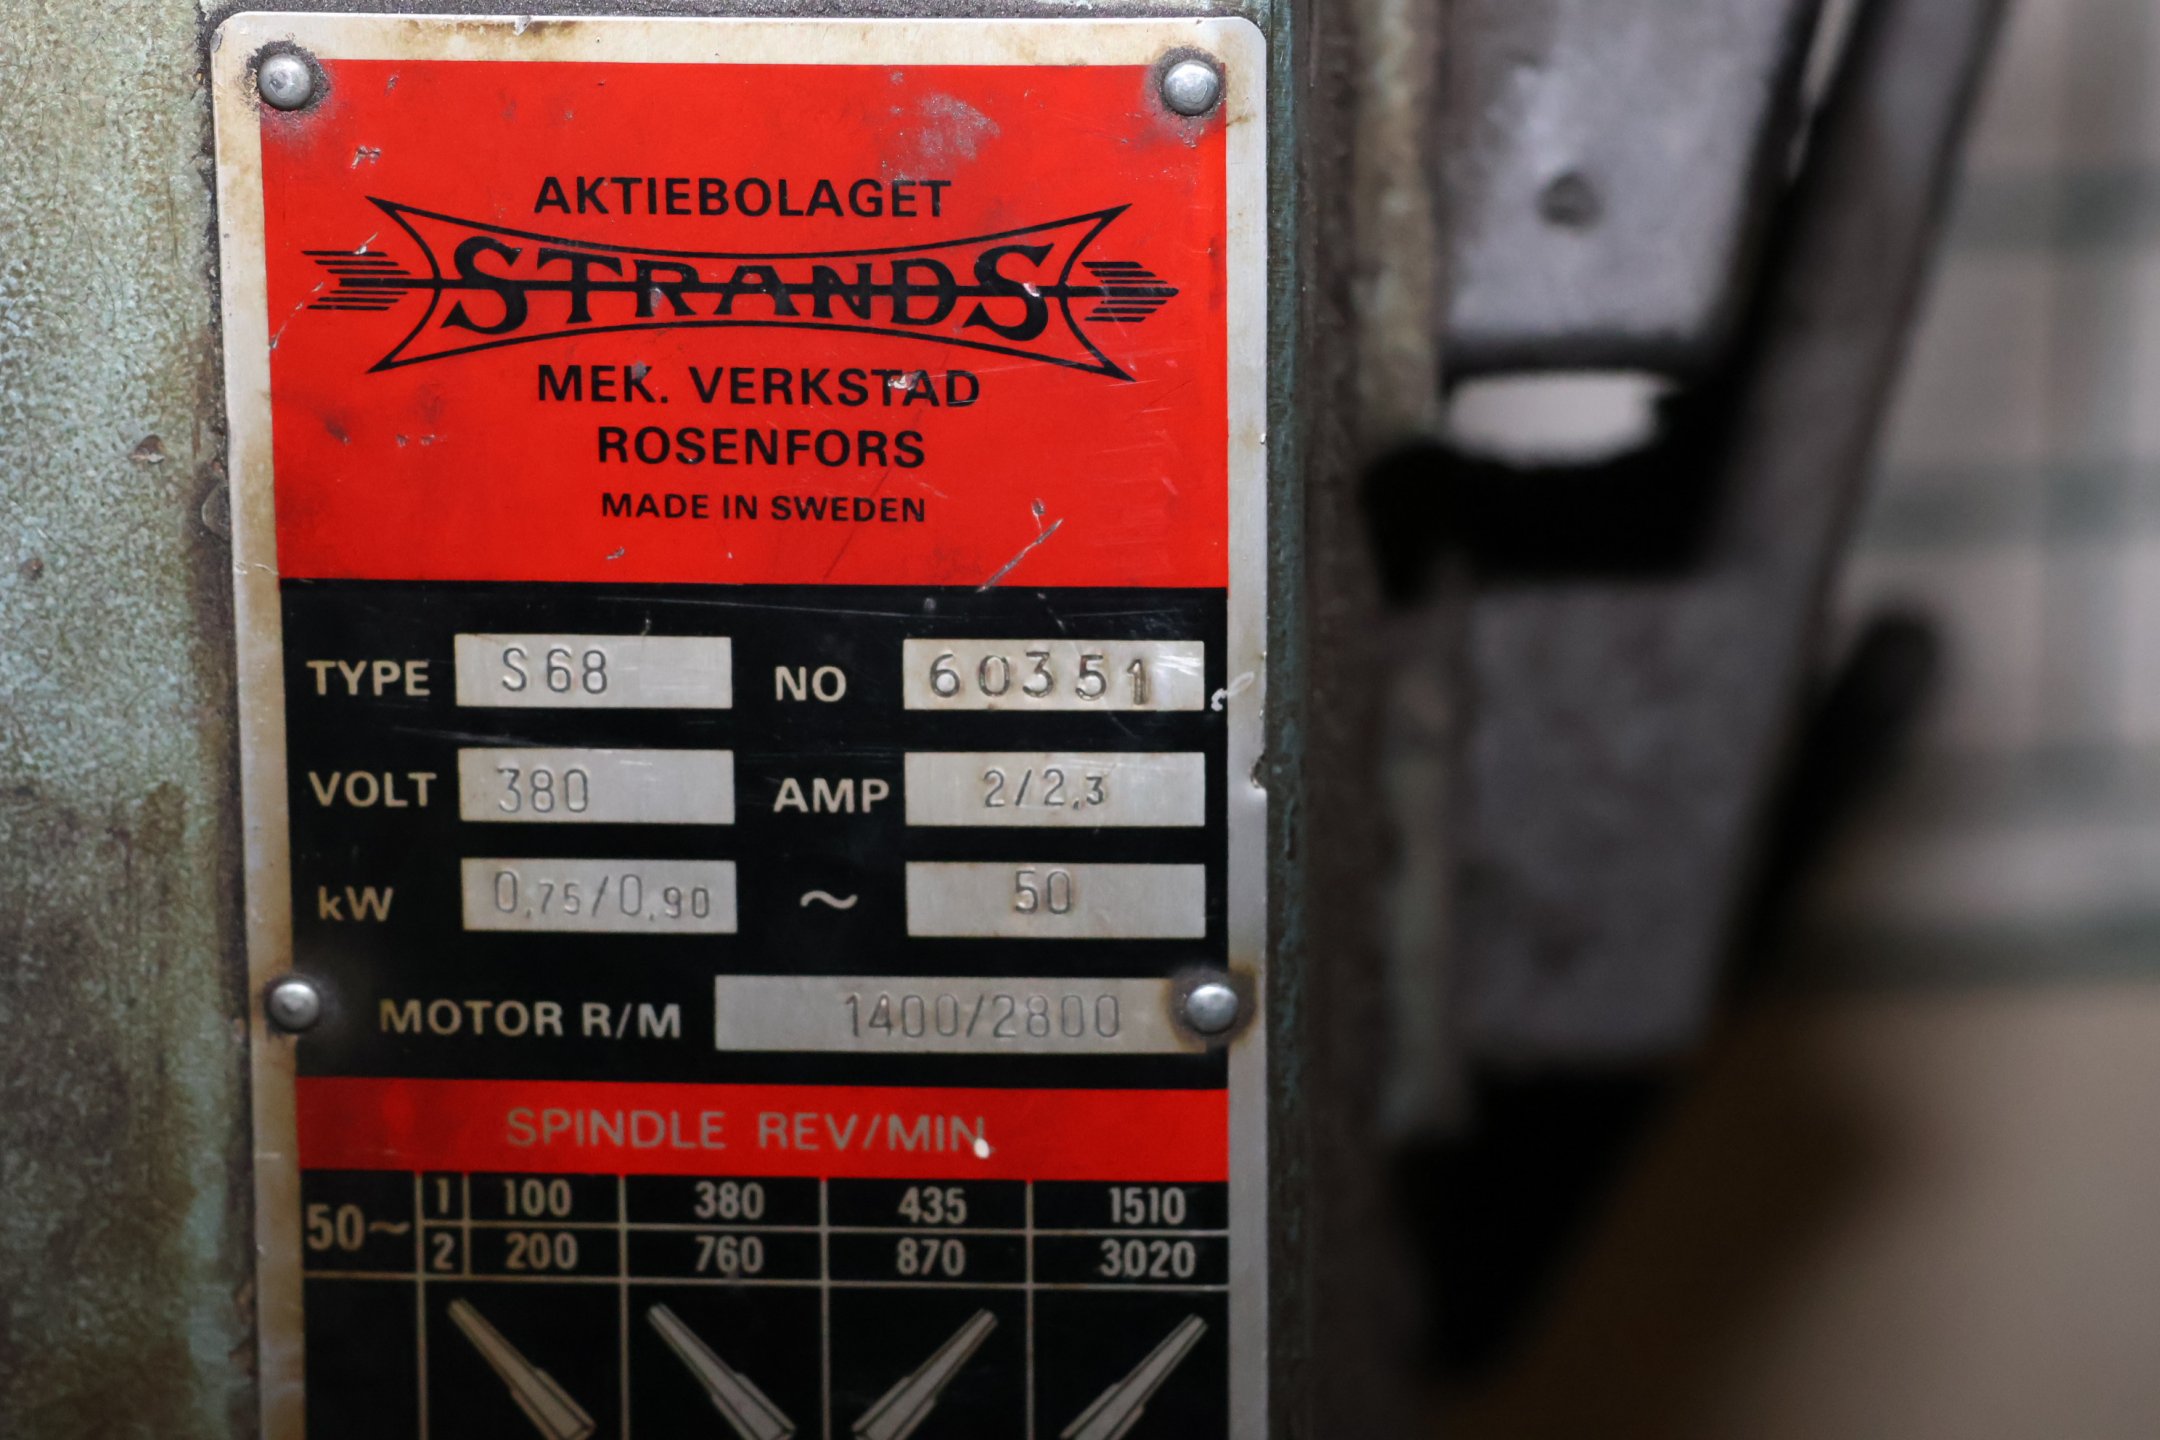 AKTIEBOLAGET
STRANDS
MEK. VERKSTAD
ROSENFORS
MADE IN SWEDEN
TYPE S68 NO 60351
VOLT 380 AMP 2/2,3
kW 0,75/0,90 ~ 50
MOTOR R/M 1400/2800
SPINDLE REV/MIN
50~ 1 100 380 435 1510
2 200 760 870 3020